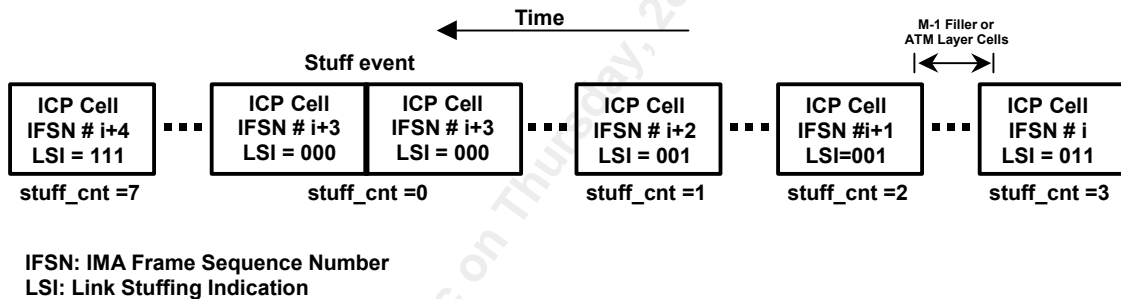 Time
M-1 Filler or
ATM Layer Cells
Stuff event
ICP Cell
IFSN # i+4
LSI = 111
ICP Cell
IFSN # i+3
LSI = 000
ICP Cell
IFSN # i+3
LSI = 000
ICP Cell
IFSN # i+2
LSI = 001
ICP Cell
IFSN #i+1
LSI=001
ICP Cell
IFSN # i
LSI = 011
stuff_cnt =7
stuff_cnt =0
stuff_cnt =1
stuff_cnt =2
stuff_cnt =3
IFSN: IMA Frame Sequence Number
LSI: Link Stuffing Indication
c on Thursday, 20